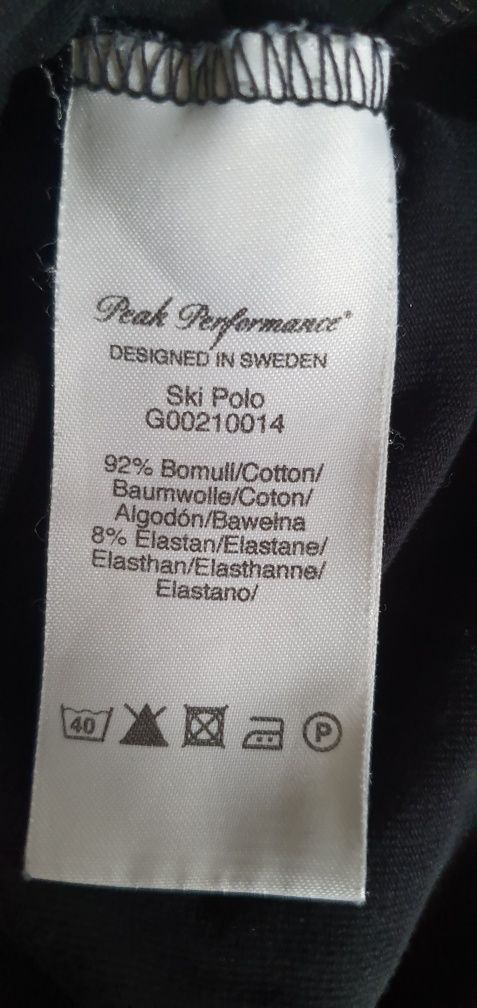 Peak Performance®
DESIGNED IN SWEDEN
Ski Polo
G00210014
92% Bomull/Cotton/
Baumwolle/Coton/
Algodón/Bawełna
8% Elastan/Elastane/
Elasthan/Elasthanne/
Elastano/
40 P